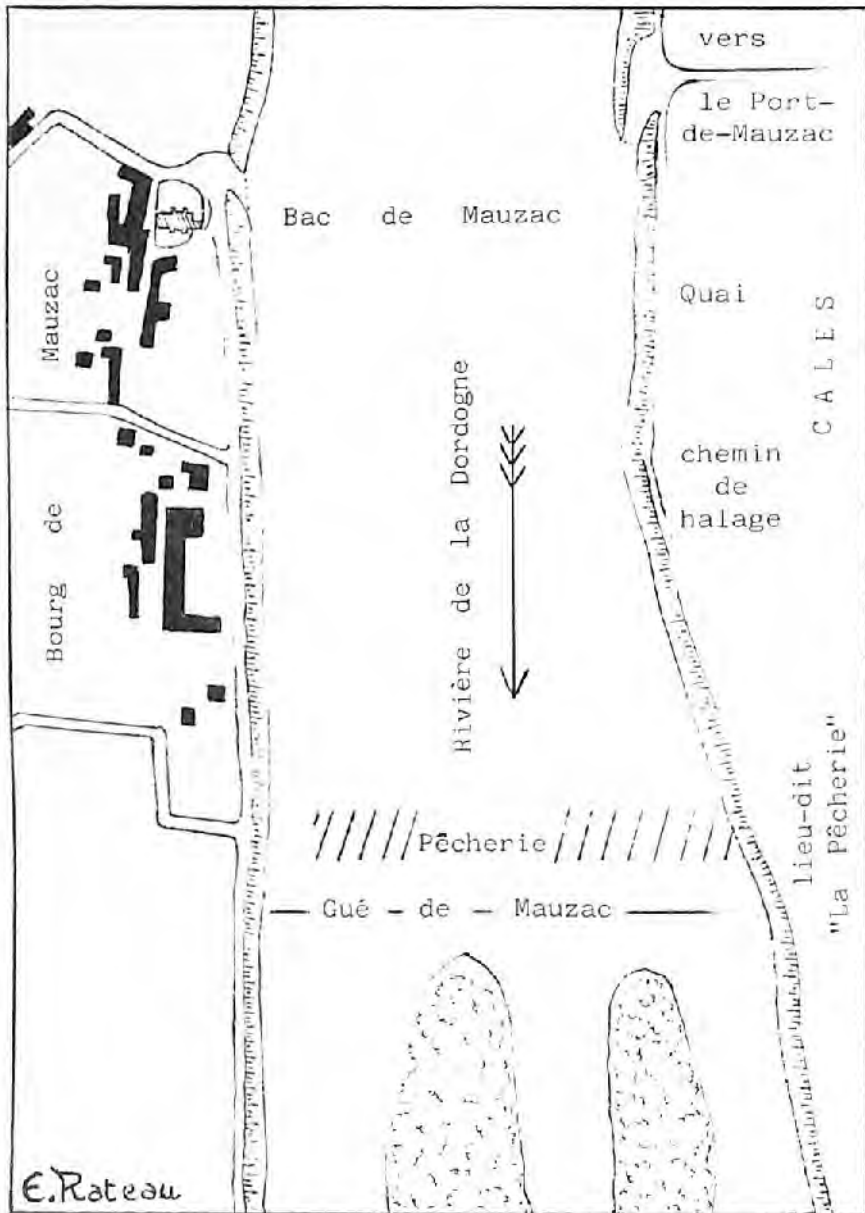 vers
le Port-
de-Mauzac
Bac de Mauzac
Quai
CALES
Bourg de Mauzac
Rivière de la Dordogne
chemin
de
halage
lieu-dit
"La Pêcherie"
Pêcherie
Gué - de - Mauzac
E. Rateau